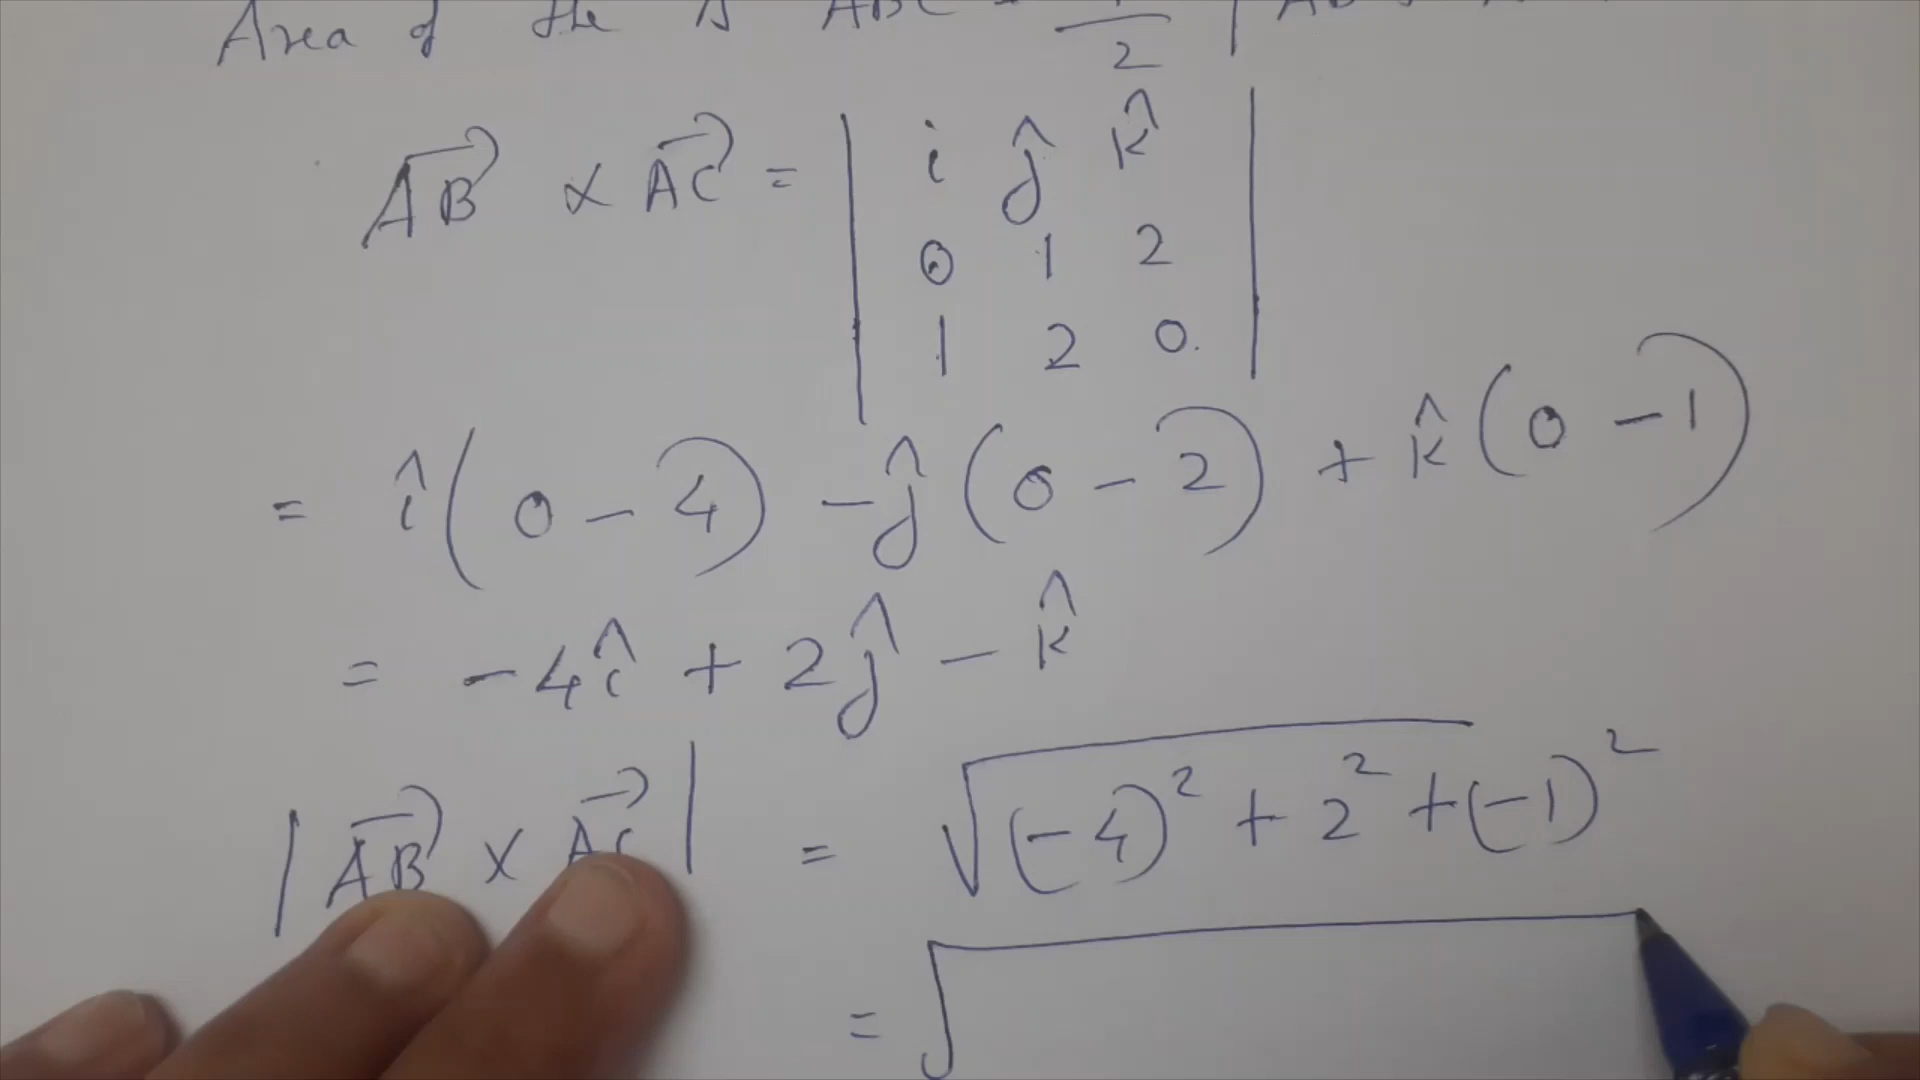 Area of the Δ ABC = 1/2 |AB × A
→AB × →AC = | i ĵ k̂ |
0 1 2
1 2 0.
= î(0 - 4) - ĵ(0 - 2) + k̂(0 - 1)
= -4î + 2ĵ - k̂
|→AB × →AC| = √(-4)² + 2² + (-1)²
= √